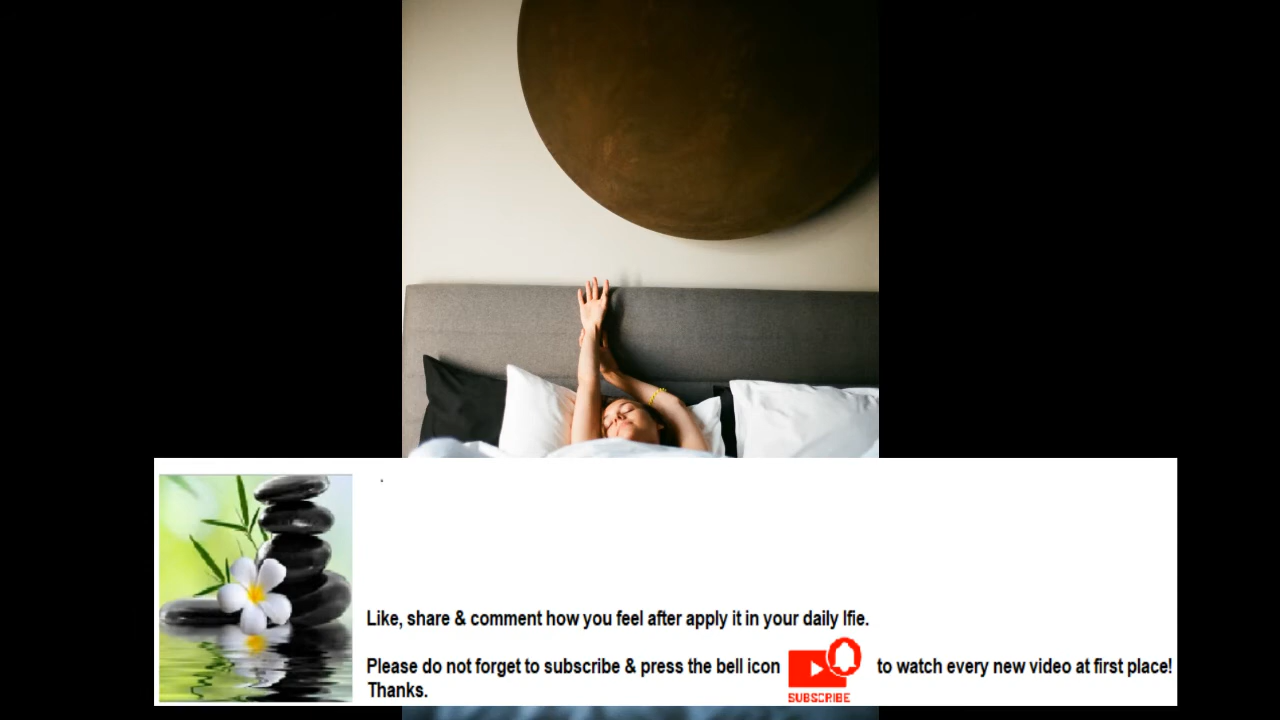 Like, share & comment how you feel after apply it in your daily lfie.
Please do not forget to subscribe & press the bell icon SUBSCRIBE to watch every new video at first place!
Thanks.